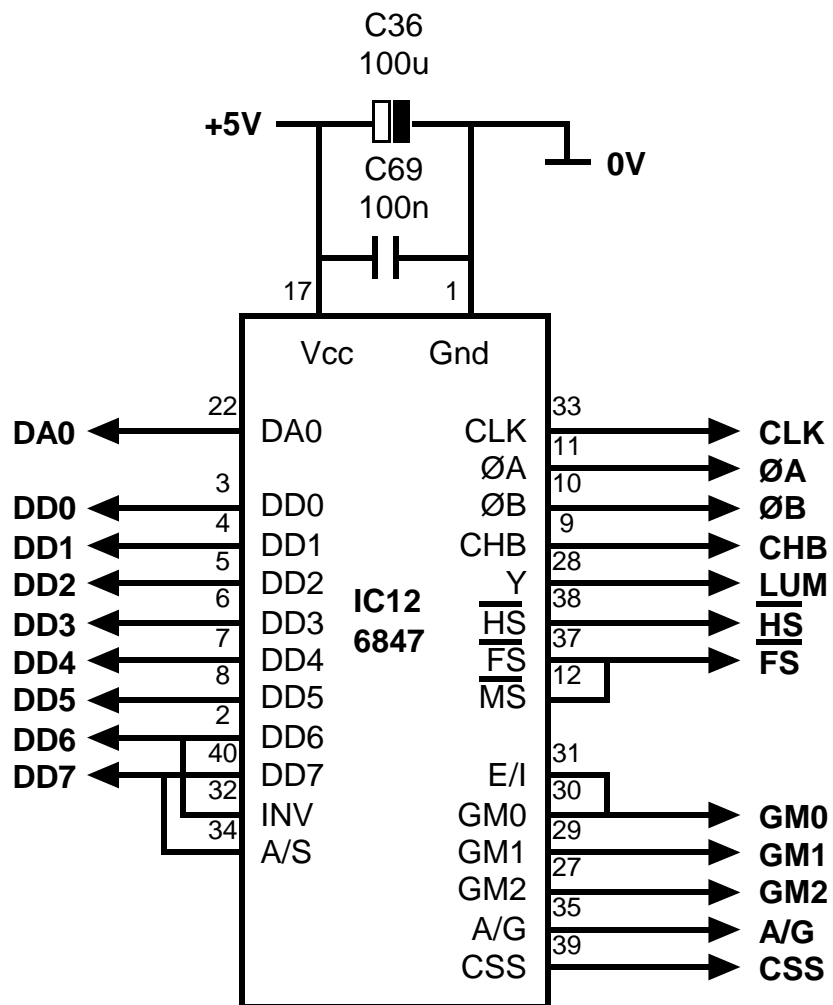 C36
100u
+5V
0V
C69
100n
17
1
Vcc
Gnd
22
33
DA0
DA0
CLK
CLK
11
ØA
ØA
3
10
DD0
DD0
ØB
ØB
4
9
DD1
DD1
CHB
CHB
5
28
DD2
DD2
Y
LUM
IC12
6847
6
38
DD3
DD3
HS
HS
7
37
DD4
DD4
FS
FS
8
12
DD5
DD5
MS
2
DD6
DD6
40
31
DD7
DD7
E/I
32
30
INV
GM0
GM0
34
29
A/S
GM1
GM1
27
GM2
GM2
35
A/G
A/G
39
CSS
CSS